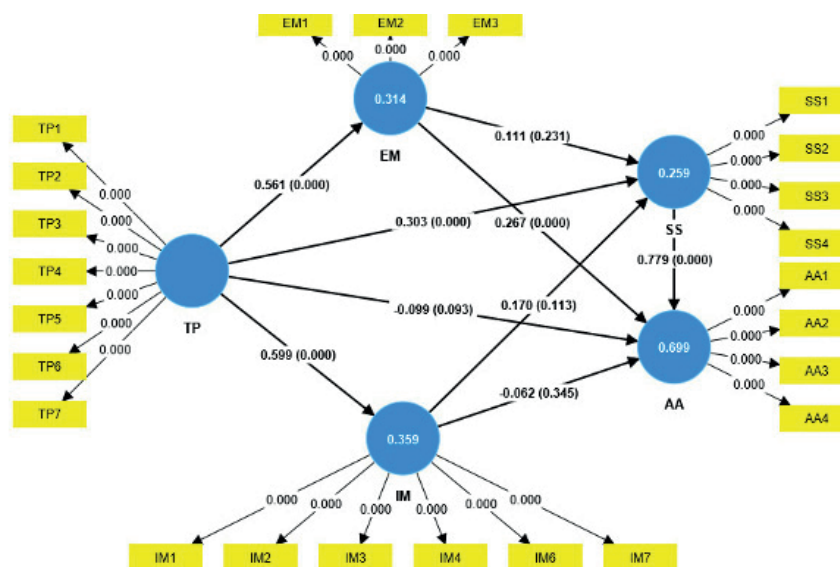 EM1
EM2
EM3
0.000
0.000
0.000
0.314
EM
SS1
SS2
SS3
SS4
0.000
0.000
0.000
0.000
0.259
SS
0.111 (0.231)
TP1
TP2
TP3
TP4
TP5
TP6
TP7
0.000
0.000
0.000
0.000
0.000
0.000
0.000
TP
0.561 (0.000)
0.303 (0.000)
0.267 (0.000)
0.779 (0.000)
-0.099 (0.093)
0.170 (0.113)
0.599 (0.000)
-0.062 (0.345)
AA1
AA2
AA3
AA4
0.000
0.000
0.000
0.000
0.699
AA
0.359
IM
0.000
0.000
0.000
0.000
0.000
0.000
IM1
IM2
IM3
IM4
IM6
IM7